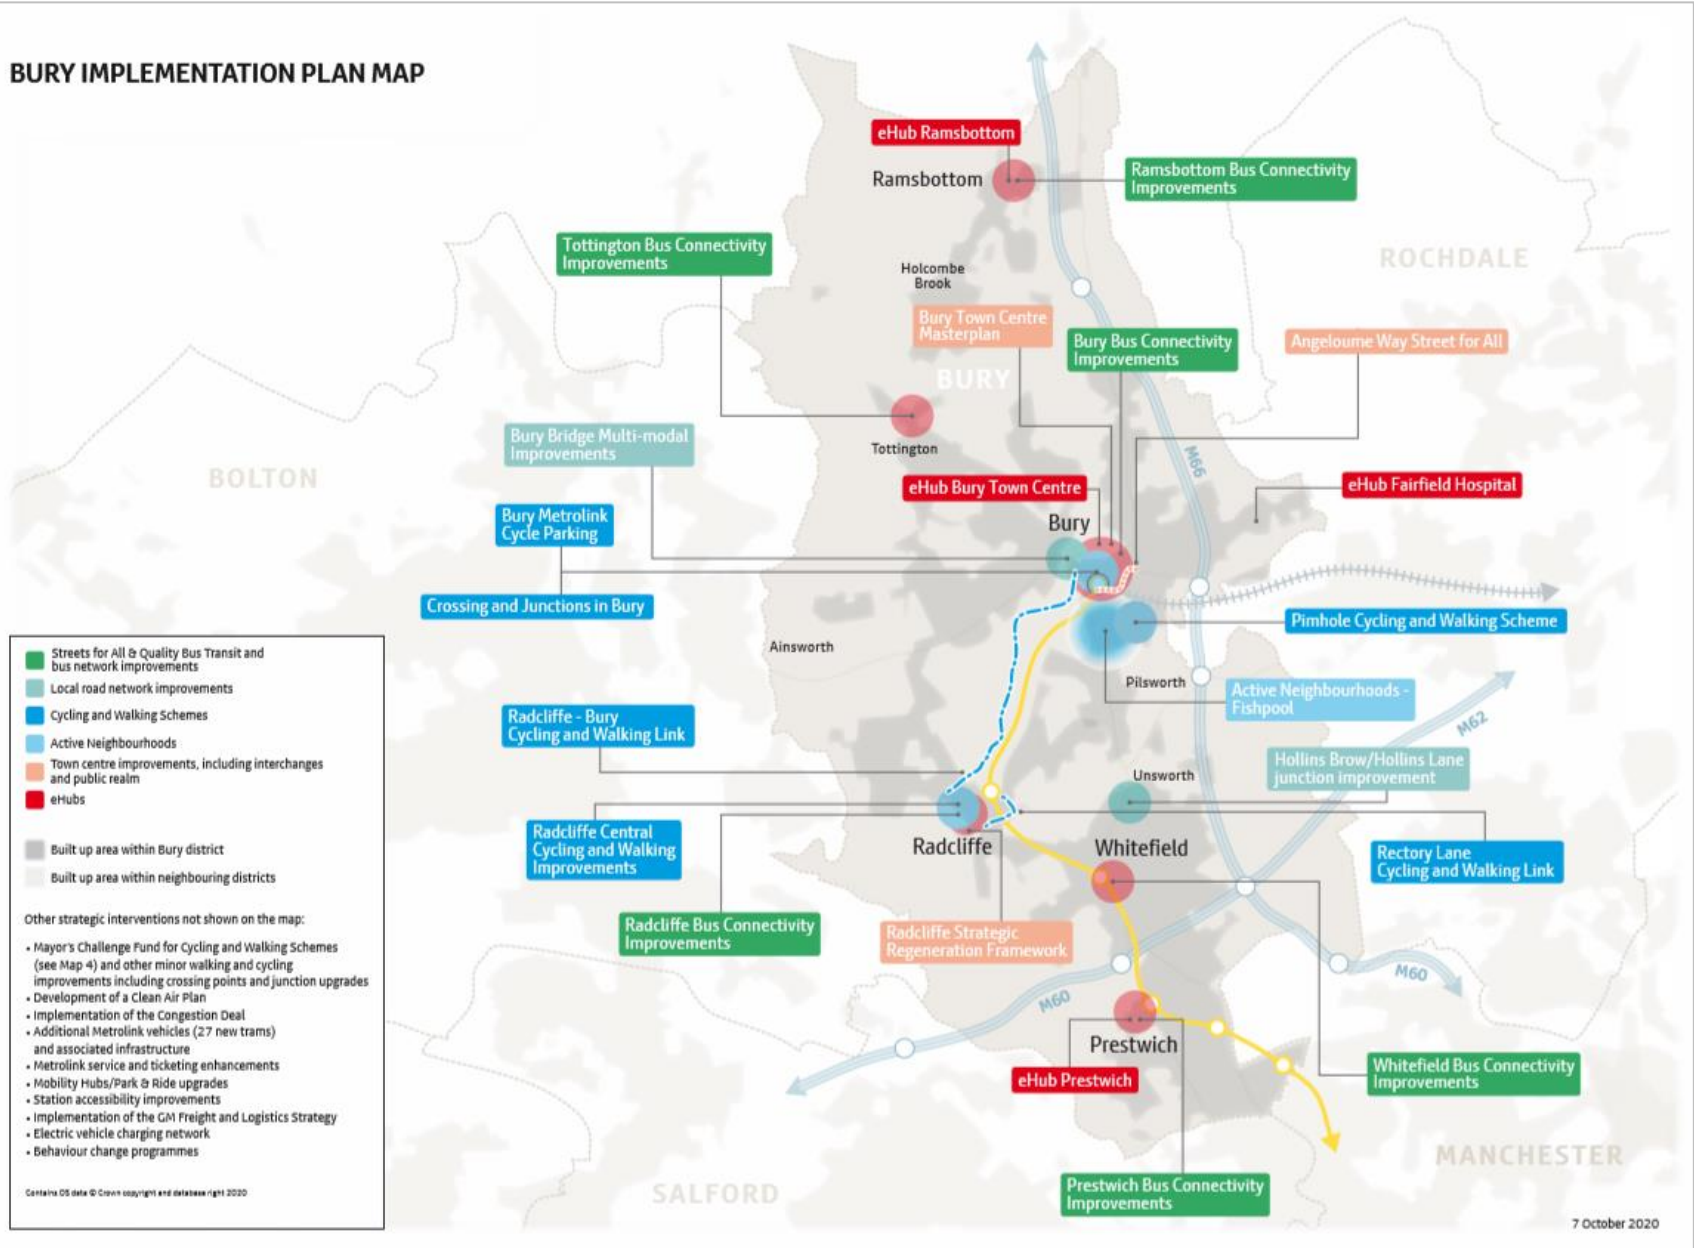 BURY IMPLEMENTATION PLAN MAP
eHub Ramsbottom
Ramsbottom
Ramsbottom Bus Connectivity
Improvements
Tottington Bus Connectivity
Improvements
ROCHDALE
Holcombe
Brook
Bury Town Centre
Masterplan
Bury Bus Connectivity
Improvements
Angeloume Way Street for All
BURY
Bury Bridge Multi-modal
Improvements
Tottington
M66
BOLTON
eHub Bury Town Centre
eHub Fairfield Hospital
Bury Metrolink
Cycle Parking
Bury
Crossing and Junctions in Bury
Pimhole Cycling and Walking Scheme
Ainsworth
Pilsworth
Active Neighbourhoods -
Fishpool
Radcliffe - Bury
Cycling and Walking Link
M62
Hollins Brow/Hollins Lane
junction improvement
Unsworth
Radcliffe Central
Cycling and Walking
Improvements
Radcliffe
Whitefield
Rectory Lane
Cycling and Walking Link
Radcliffe Bus Connectivity
Improvements
Radcliffe Strategic
Regeneration Framework
M60
M60
Prestwich
eHub Prestwich
Whitefield Bus Connectivity
Improvements
MANCHESTER
SALFORD
Prestwich Bus Connectivity
Improvements
7 October 2020
Streets for All & Quality Bus Transit and
bus network improvements
Local road network improvements
Cycling and Walking Schemes
Active Neighbourhoods
Town centre improvements, including interchanges
and public realm
eHubs
Built up area within Bury district
Built up area within neighbouring districts
Other strategic interventions not shown on the map:
• Mayor's Challenge Fund for Cycling and Walking Schemes
(see Map 4) and other minor walking and cycling
improvements including crossing points and junction upgrades
• Development of a Clean Air Plan
• Implementation of the Congestion Deal
• Additional Metrolink vehicles (27 new trams)
and associated infrastructure
• Metrolink service and ticketing enhancements
• Mobility Hubs/Park & Ride upgrades
• Station accessibility improvements
• Implementation of the GM Freight and Logistics Strategy
• Electric vehicle charging network
• Behaviour change programmes
Contains OS data © Crown copyright and database right 2020